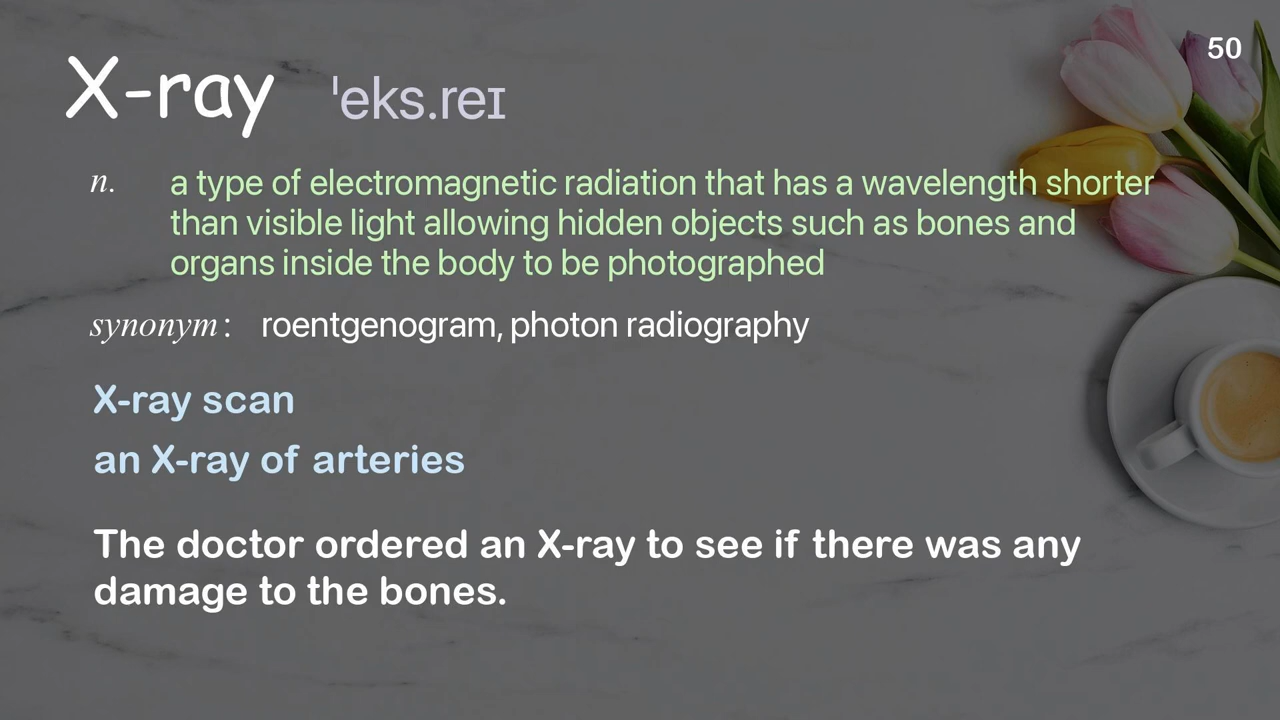 50
X-ray ˈeks.reɪ
n. a type of electromagnetic radiation that has a wavelength shorter
than visible light allowing hidden objects such as bones and
organs inside the body to be photographed
synonym: roentgenogram, photon radiography
X-ray scan
an X-ray of arteries
The doctor ordered an X-ray to see if there was any
damage to the bones.